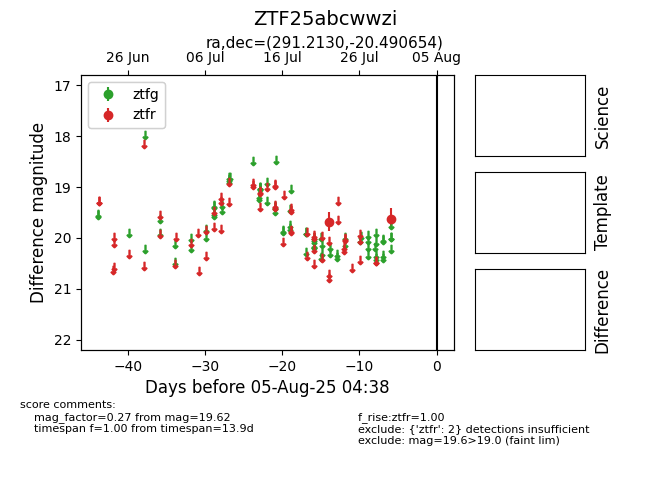 ZTF25abcwwzi
ra,dec=(291.2130,-20.490654)
26 Jun 06 Jul 16 Jul 26 Jul 05 Aug
17
18
19
20
21
22
Difference magnitude
ztfg
ztfr
−40 −30 −20 −10 0
Days before 05-Aug-25 04:38
Science
Template
Difference
score comments:
mag_factor=0.27 from mag=19.62
timespan f=1.00 from timespan=13.9d
f_rise:ztfr=1.00
exclude: {'ztfr': 2} detections insufficient
exclude: mag=19.6>19.0 (faint lim)